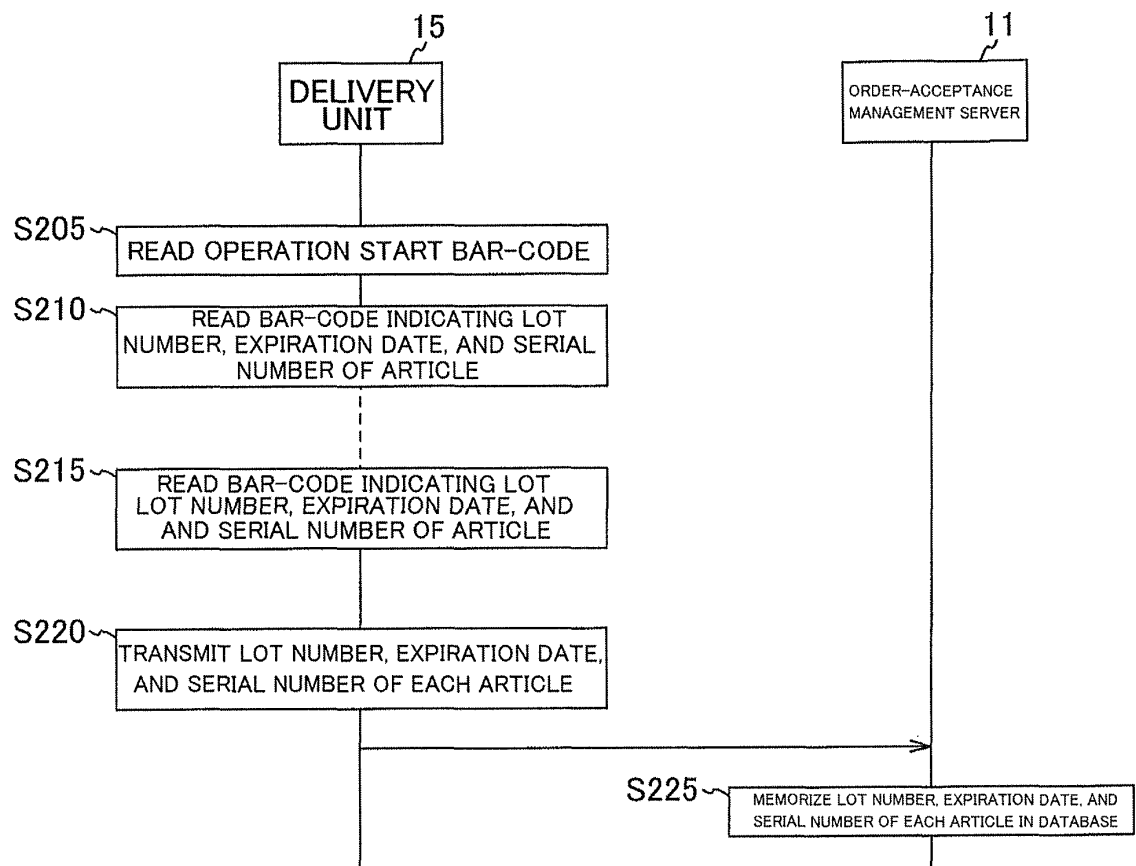 15
11
DELIVERY
UNIT
ORDER-ACCEPTANCE
MANAGEMENT SERVER
S205
READ OPERATION START BAR-CODE
S210
READ BAR-CODE INDICATING LOT
NUMBER, EXPIRATION DATE, AND SERIAL
NUMBER OF ARTICLE
S215
READ BAR-CODE INDICATING LOT
LOT NUMBER, EXPIRATION DATE, AND
AND SERIAL NUMBER OF ARTICLE
S220
TRANSMIT LOT NUMBER, EXPIRATION DATE,
AND SERIAL NUMBER OF EACH ARTICLE
S225
MEMORIZE LOT NUMBER, EXPIRATION DATE, AND
SERIAL NUMBER OF EACH ARTICLE IN DATABASE